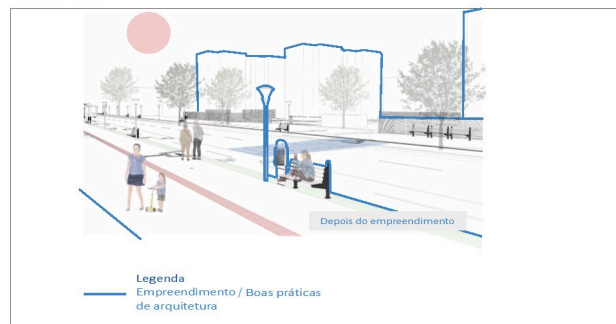 Depois do empreendimento
Legenda
Empreendimento / Boas práticas
de arquitetura